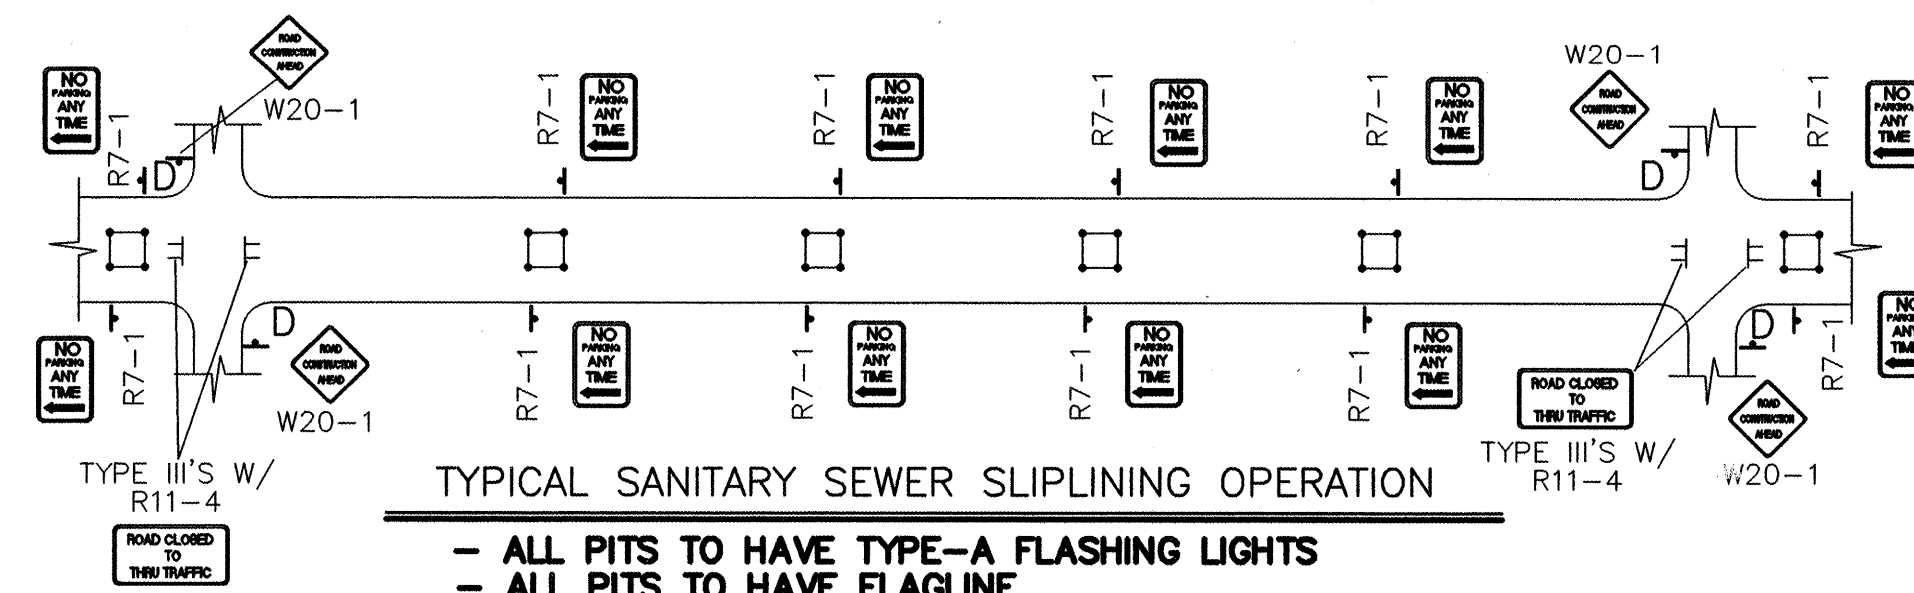 ROAD
CONSTRUCTION
AHEAD
W20-1
NO
PARKING
ANY
TIME
R7-1
D
R7-1
NO
PARKING
ANY
TIME
R7-1
NO
PARKING
ANY
TIME
R7-1
NO
PARKING
ANY
TIME
R7-1
NO
PARKING
ANY
TIME
W20-1
ROAD
CONSTRUCTION
AHEAD
D
R7-1
NO
PARKING
ANY
TIME
NO
PARKING
ANY
TIME
R7-1
D
ROAD
CONSTRUCTION
AHEAD
W20-1
R7-1
NO
PARKING
ANY
TIME
R7-1
NO
PARKING
ANY
TIME
R7-1
NO
PARKING
ANY
TIME
R7-1
NO
PARKING
ANY
TIME
ROAD CLOSED
TO
THRU TRAFFIC
TYPE III'S W/
R11-4
D
R7-1
ROAD
CONSTRUCTION
AHEAD
W20-1
NO
ANY
TYPE III'S W/
R11-4
ROAD CLOSED
TO
THRU TRAFFIC
TYPICAL SANITARY SEWER SLIPLINING OPERATION
- ALL PITS TO HAVE TYPE-A FLASHING LIGHTS
- ALL PITS TO HAVE FLAGLINE